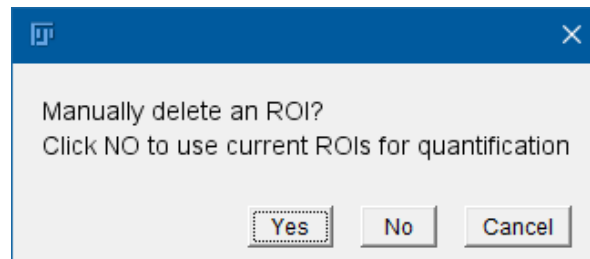 Manually delete an ROI?
Click NO to use current ROIs for quantification
Yes No Cancel